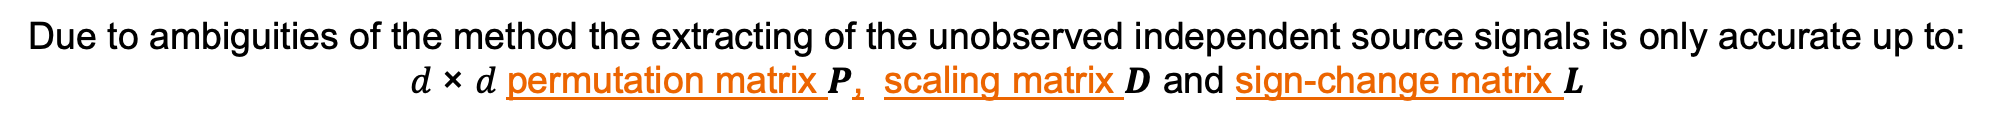 Due to ambiguities of the method the extracting of the unobserved independent source signals is only accurate up to:
d × d permutation matrix P, scaling matrix D and sign-change matrix L